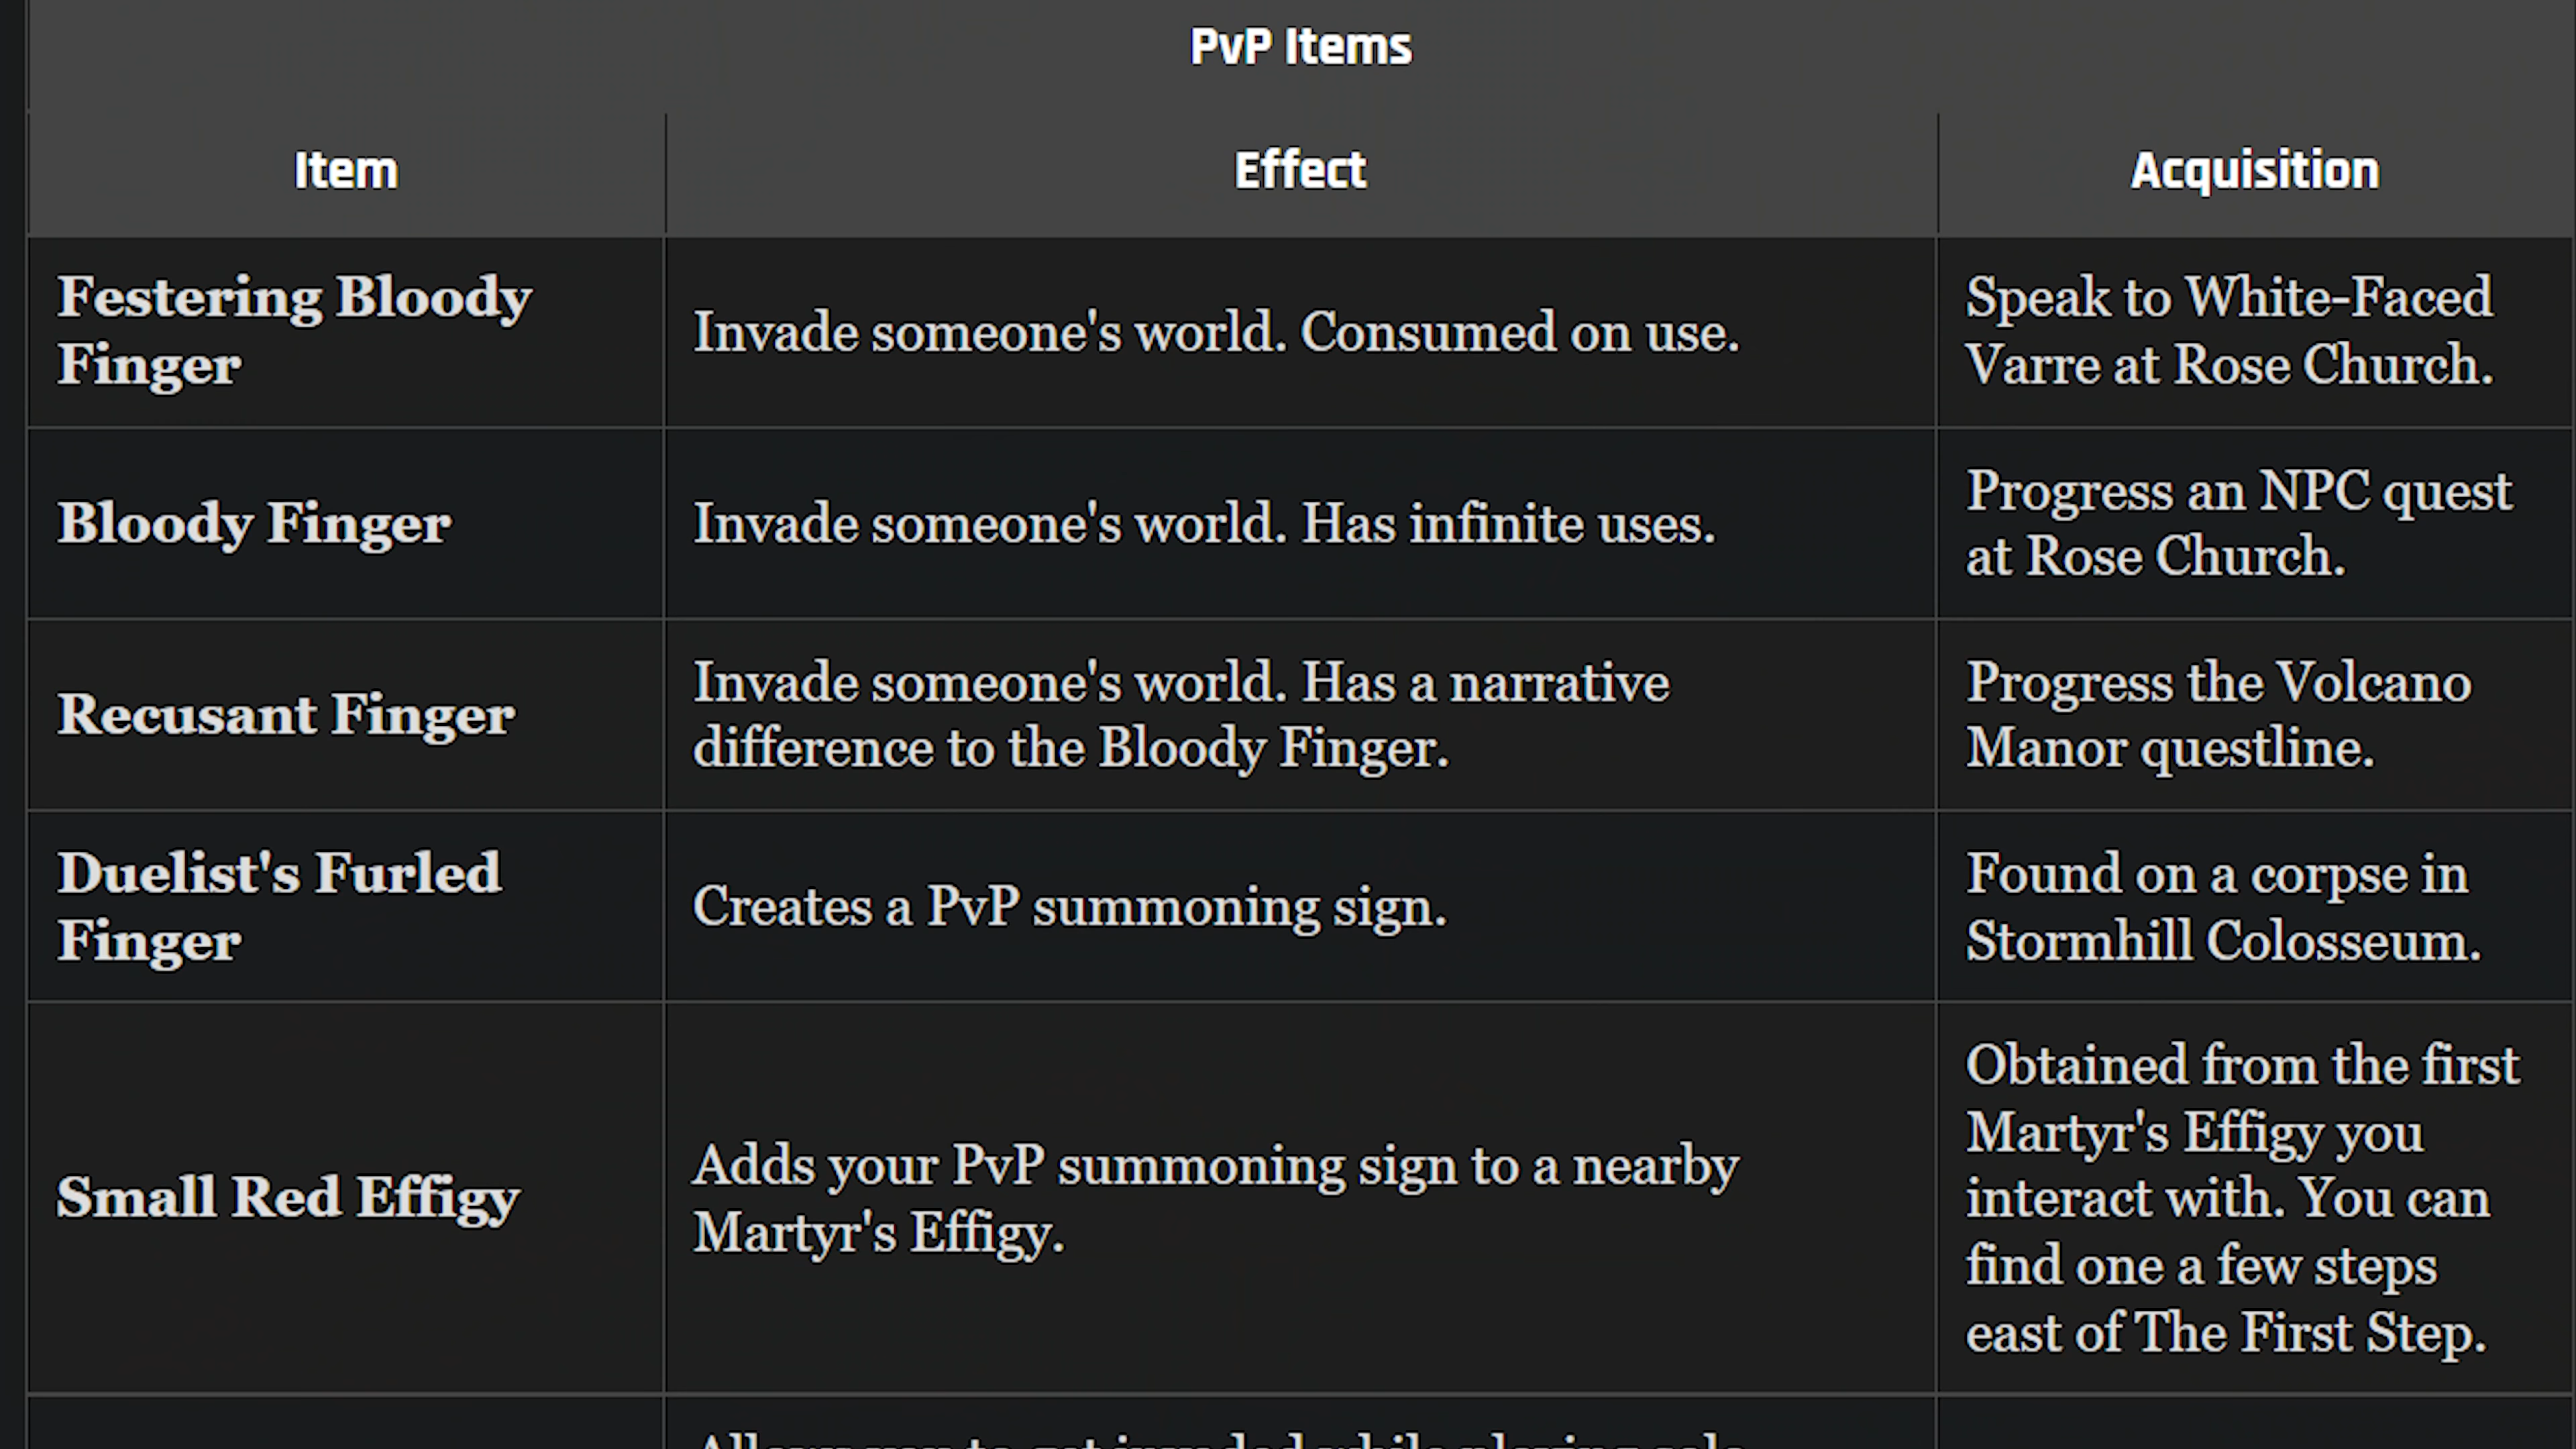 PvP Items
Item Effect Acquisition
Festering Bloody
Finger
Invade someone's world. Consumed on use.
Speak to White-Faced
Varre at Rose Church.
Bloody Finger
Invade someone's world. Has infinite uses.
Progress an NPC quest
at Rose Church.
Recusant Finger
Invade someone's world. Has a narrative
difference to the Bloody Finger.
Progress the Volcano
Manor questline.
Duelist's Furled
Finger
Creates a PvP summoning sign.
Found on a corpse in
Stormhill Colosseum.
Small Red Effigy
Adds your PvP summoning sign to a nearby
Martyr's Effigy.
Obtained from the first
Martyr's Effigy you
interact with. You can
find one a few steps
east of The First Step.